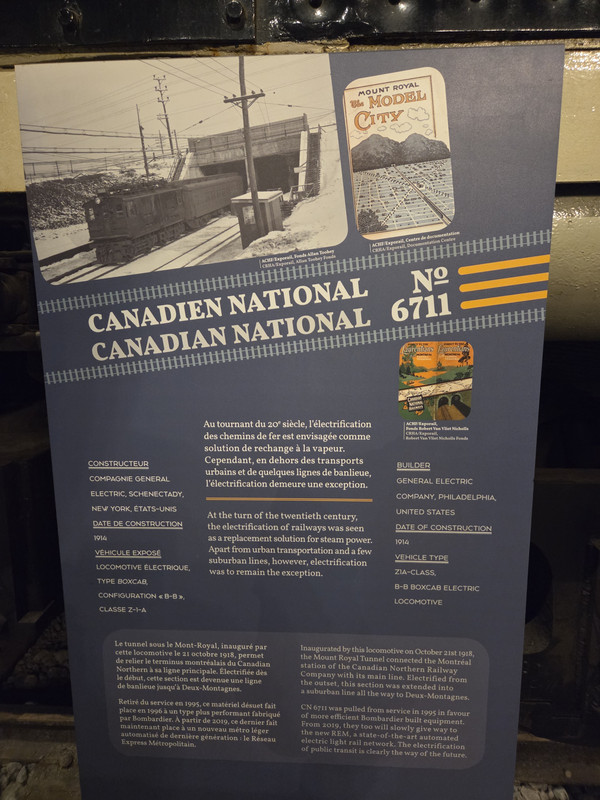 MOUNT ROYAL
The MODEL
CITY
ACHF/Exporail, Fonds Allan Toohey
CRHA/Exporail, Allan Toohey Fonds
ACHF/Exporail, Centre de documentation
CRHA/Exporail, Documentation Centre
CANADIEN NATIONAL
CANADIAN NATIONAL
Nº
6711
ACHF/Exporail,
Fonds Robert Van Vliet Nicholls
CRHA/Exporail,
Robert Van Vliet Nicholls Fonds
Au tournant du 20e siècle, l'électrification
des chemins de fer est envisagée comme
solution de rechange à la vapeur.
Cependant, en dehors des transports
urbains et de quelques lignes de banlieue,
l'électrification demeure une exception.
At the turn of the twentieth century,
the electrification of railways was seen
as a replacement solution for steam power.
Apart from urban transportation and a few
suburban lines, however, electrification
was to remain the exception.
CONSTRUCTEUR
COMPAGNIE GENERAL
ELECTRIC, SCHENECTADY,
NEW YORK, ÉTATS-UNIS
DATE DE CONSTRUCTION
1914
VÉHICULE EXPOSÉ
LOCOMOTIVE ÉLECTRIQUE,
TYPE BOXCAB,
CONFIGURATION « B-B »,
CLASSE Z-1-A
BUILDER
GENERAL ELECTRIC
COMPANY, PHILADELPHIA,
UNITED STATES
DATE OF CONSTRUCTION
1914
VEHICLE TYPE
Z1A-CLASS,
B-B BOXCAB ELECTRIC
LOCOMOTIVE
Le tunnel sous le Mont-Royal, inauguré par
cette locomotive le 21 octobre 1918, permet
de relier le terminus montréalais du Canadian
Northern à sa ligne principale. Électrifiée dès
le début, cette section est devenue une ligne
de banlieue jusqu'à Deux-Montagnes.
Retiré du service en 1995, ce matériel désuet fait
place en 1996 à un type plus performant fabriqué
par Bombardier. À partir de 2019, ce dernier fait
maintenant place à un nouveau métro léger
automatisé de dernière génération : le Réseau
Express Métropolitain.
Inaugurated by this locomotive on October 21st 1918,
the Mount Royal Tunnel connected the Montréal
station of the Canadian Northern Railway
Company with its main line. Electrified from
the outset, this section was extended into
a suburban line all the way to Deux-Montagnes.
CN 6711 was pulled from service in 1995 in favour
of more efficient Bombardier built equipment.
From 2019, they too will slowly give way to
the new REM, a state-of-the-art automated
electric light rail network. The electrification
of public transit is clearly the way of the future.